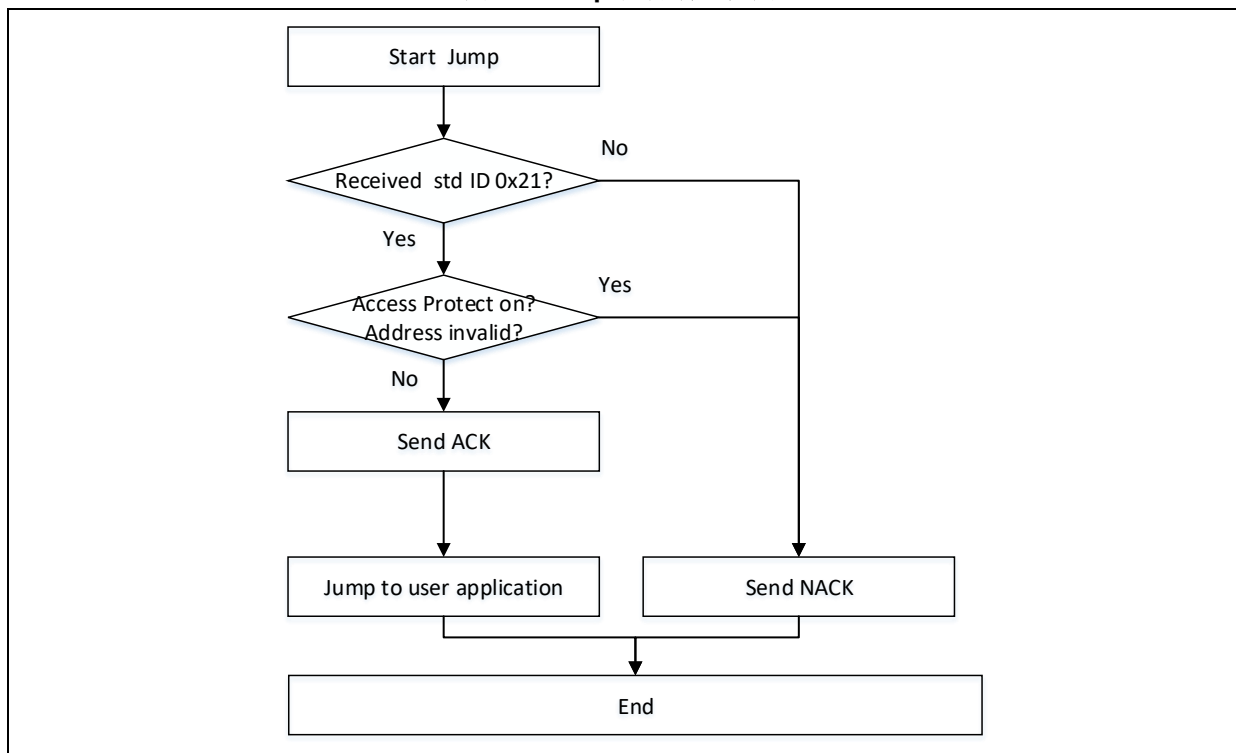 Start Jump
No
Received std ID 0x21?
Yes
Yes
Access Protect on?
Address invalid?
No
Send ACK
Jump to user application
Send NACK
End